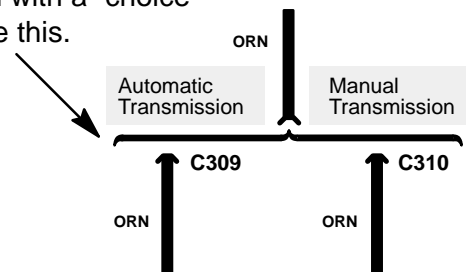 with a "choice
this.
ORN
Automatic
Transmission
Manual
Transmission
C309
C310
ORN
ORN